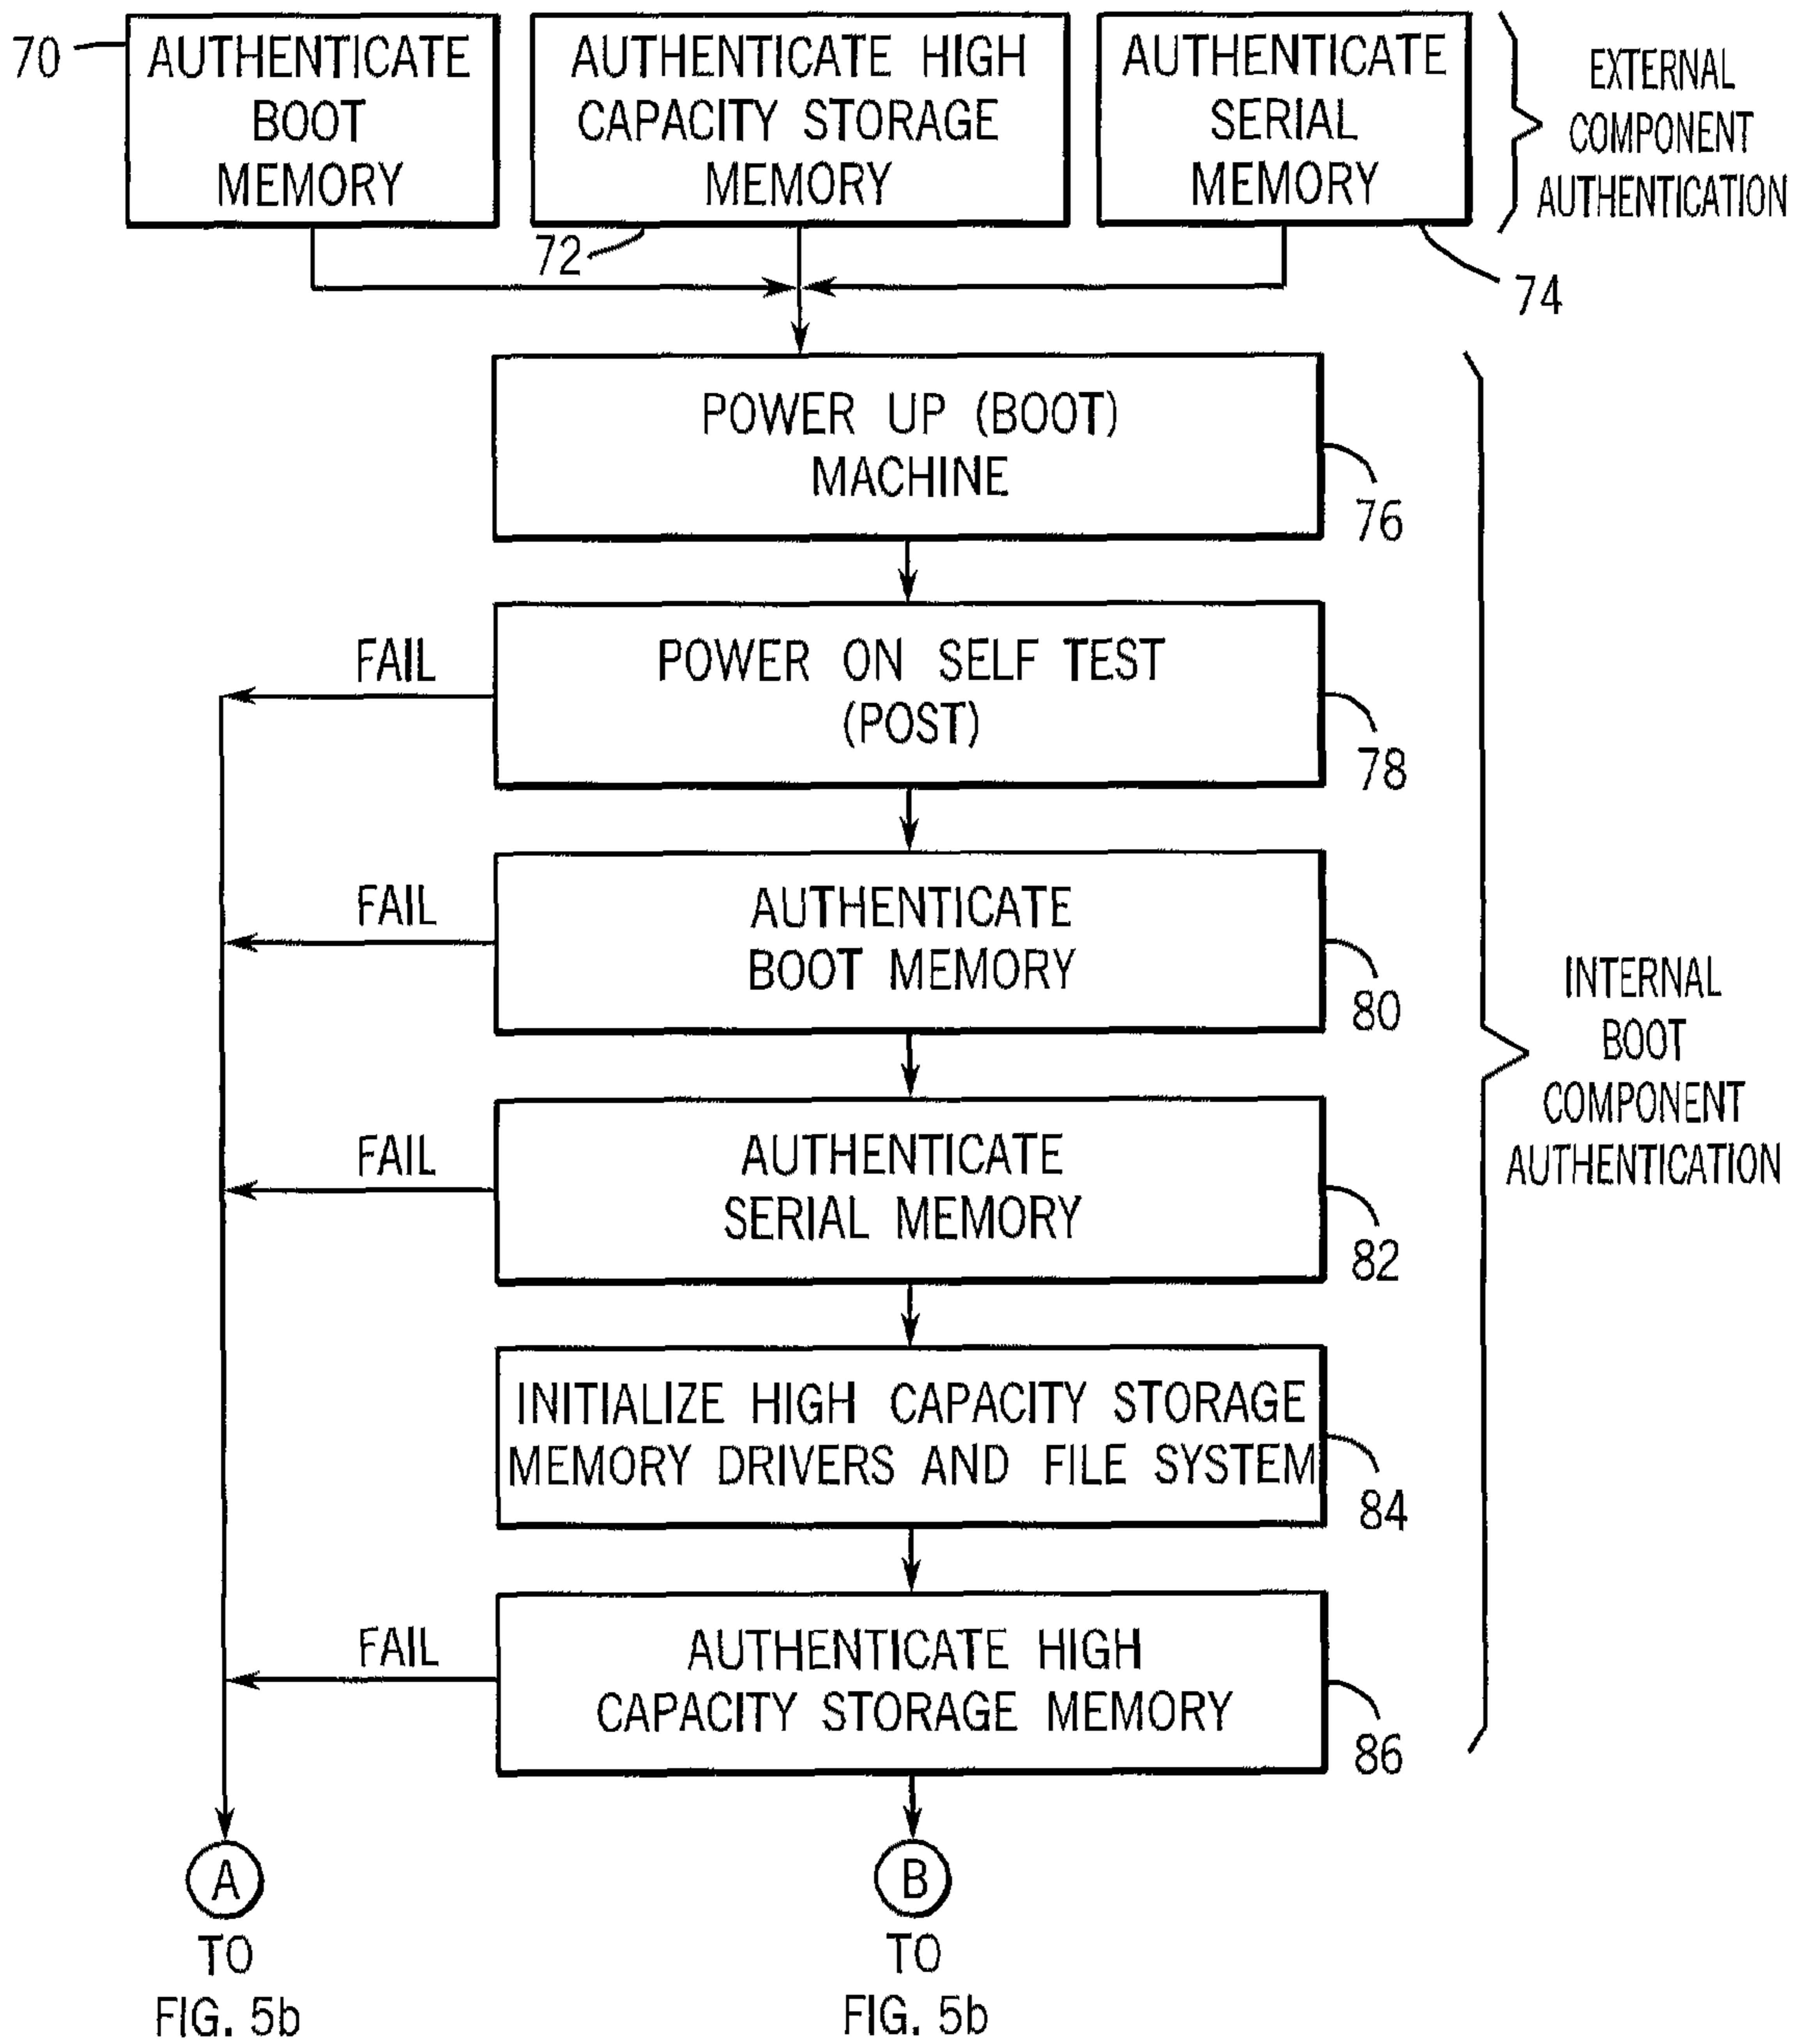 70
AUTHENTICATE
BOOT
MEMORY
AUTHENTICATE HIGH
CAPACITY STORAGE
MEMORY
72
AUTHENTICATE
SERIAL
MEMORY
74
EXTERNAL
COMPONENT
AUTHENTICATION
POWER UP (BOOT)
MACHINE
76
FAIL
POWER ON SELF TEST
(POST)
78
FAIL
AUTHENTICATE
BOOT MEMORY
80
INTERNAL
BOOT
COMPONENT
AUTHENTICATION
FAIL
AUTHENTICATE
SERIAL MEMORY
82
INITIALIZE HIGH CAPACITY STORAGE
MEMORY DRIVERS AND FILE SYSTEM
84
FAIL
AUTHENTICATE HIGH
CAPACITY STORAGE MEMORY
86
A
TO
FIG. 5b
B
TO
FIG. 5b